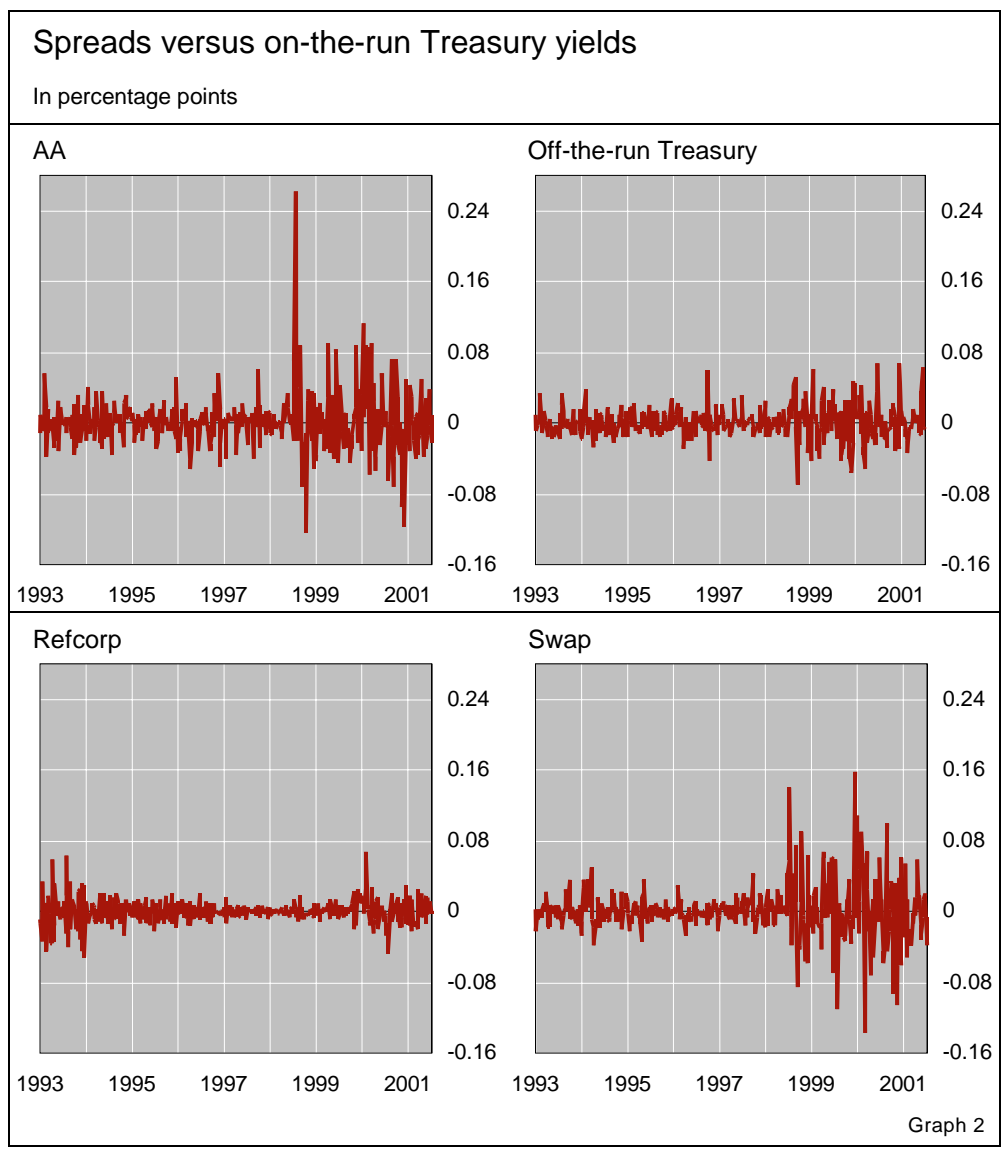 Spreads versus on-the-run Treasury yields
In percentage points
AA
0.24
0.16
0.08
0
-0.08
-0.16
1993 1995 1997 1999 2001
Off-the-run Treasury
0.24
0.16
0.08
0
-0.08
-0.16
1993 1995 1997 1999 2001
Refcorp
0.24
0.16
0.08
0
-0.08
-0.16
1993 1995 1997 1999 2001
Swap
0.24
0.16
0.08
0
-0.08
-0.16
1993 1995 1997 1999 2001
Graph 2